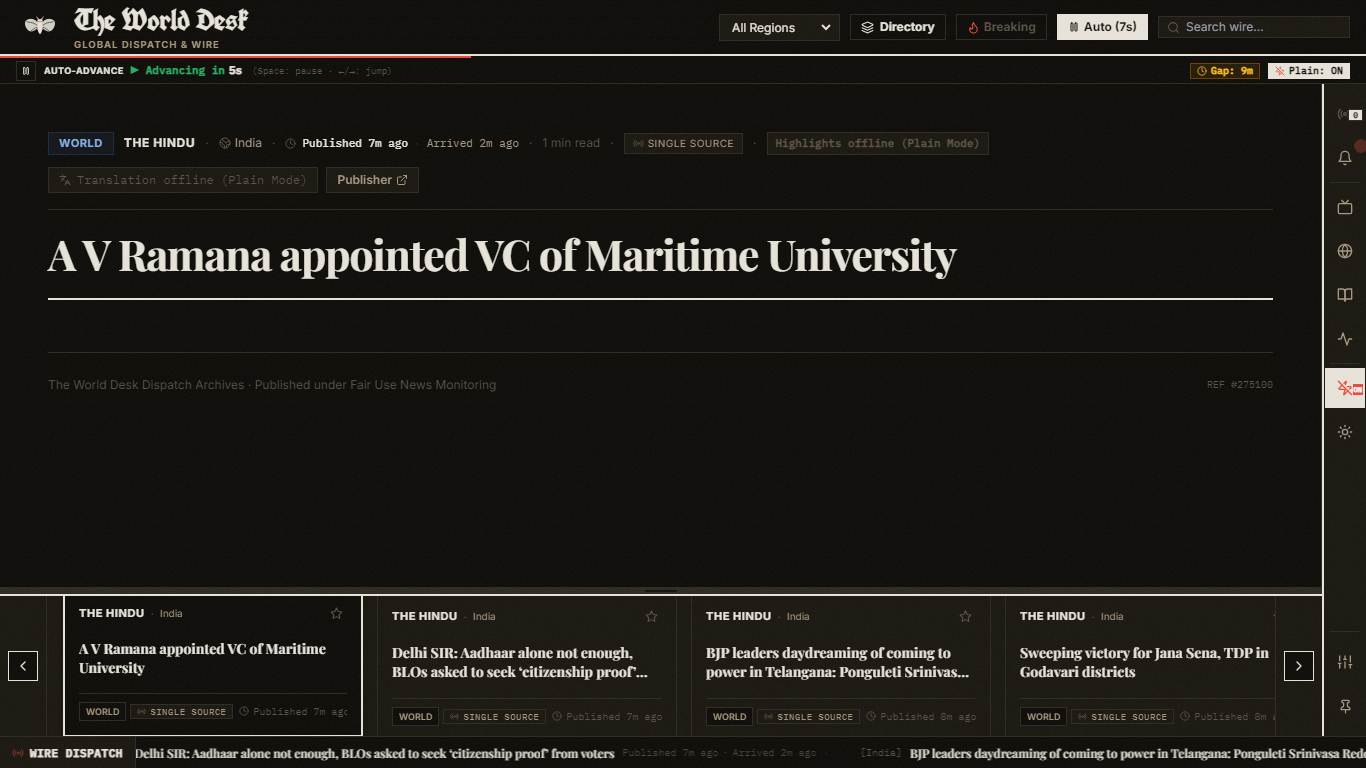 The World Desk
GLOBAL DISPATCH & WIRE
All Regions
Directory
Breaking
Auto (7s)
Search wire...
AUTO-ADVANCE ▶ Advancing in 5s (Space: pause · ←/→: jump)
Gap: 9m
Plain: ON
0
WORLD THE HINDU · India · Published 7m ago · Arrived 2m ago · 1 min read · SINGLE SOURCE · Highlights offline (Plain Mode)
Translation offline (Plain Mode) Publisher
A V Ramana appointed VC of Maritime University
The World Desk Dispatch Archives · Published under Fair Use News Monitoring
REF #275100
THE HINDU · India
A V Ramana appointed VC of Maritime
University
WORLD SINGLE SOURCE Published 7m ago
THE HINDU · India
Delhi SIR: Aadhaar alone not enough,
BLOs asked to seek ‘citizenship proof’...
WORLD SINGLE SOURCE Published 7m ago
THE HINDU · India
BJP leaders daydreaming of coming to
power in Telangana: Ponguleti Srinivas...
WORLD SINGLE SOURCE Published 8m ago
THE HINDU · India
Sweeping victory for Jana Sena, TDP in
Godavari districts
WORLD SINGLE SOURCE Published 8m
WIRE DISPATCH
Delhi SIR: Aadhaar alone not enough, BLOs asked to seek ‘citizenship proof’ from voters Published 7m ago · Arrived 2m ago · [India] BJP leaders daydreaming of coming to power in Telangana: Ponguleti Srinivasa